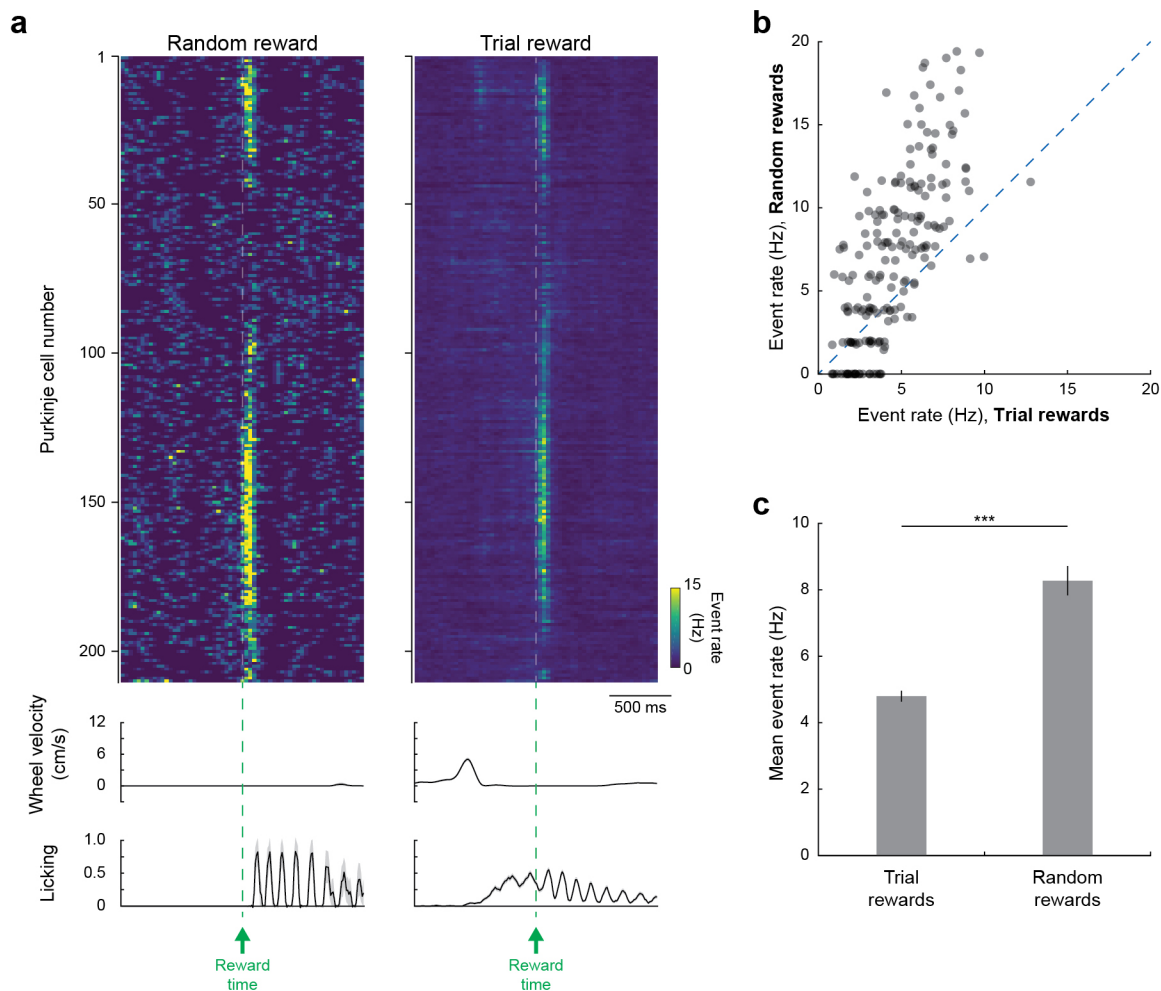 a
Random reward
Trial reward
1
50
100
150
200
Purkinje cell number
15
0
Event rate
(Hz)
500 ms
Wheel velocity
(cm/s)
12
6
0
Licking
1.0
0.5
0
Reward
time
Reward
time
b
20
15
10
5
0
Event rate (Hz), Random rewards
0
5
10
15
20
Event rate (Hz), Trial rewards
c
10
8
6
4
2
0
Mean event rate (Hz)
***
Trial
rewards
Random
rewards